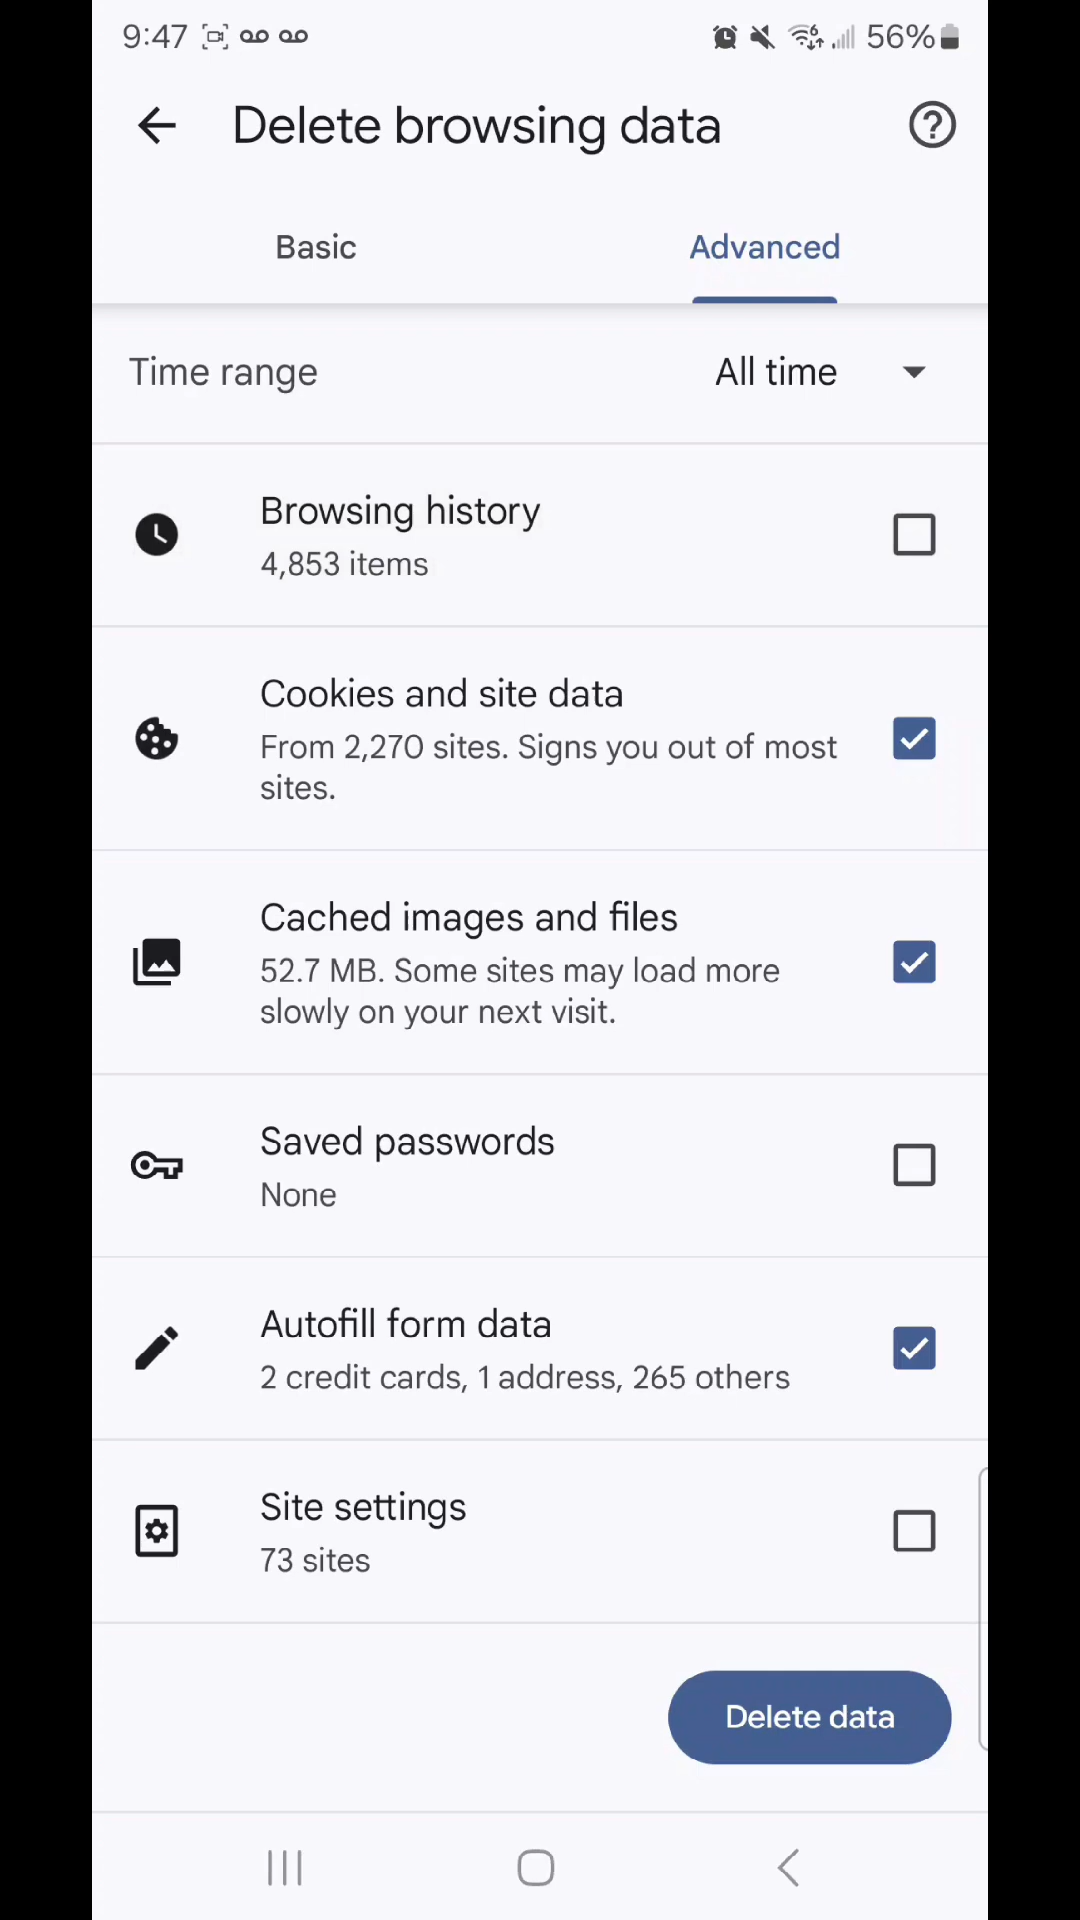 9:47
56%
Delete browsing data
Basic
Advanced
Time range
All time
Browsing history
4,853 items
Cookies and site data
From 2,270 sites. Signs you out of most
sites.
Cached images and files
52.7 MB. Some sites may load more
slowly on your next visit.
Saved passwords
None
Autofill form data
2 credit cards, 1 address, 265 others
Site settings
73 sites
Delete data